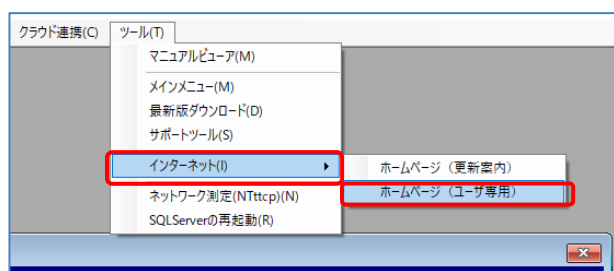 クラウド連携(C) ツール(T)
マニュアルビューア(M)
メインメニュー(M)
最新版ダウンロード(D)
サポートツール(S)
インターネット(I)
ホームページ（更新案内）
ホームページ（ユーザ専用）
ネットワーク測定(NTttcp)(N)
SQLServerの再起動(R)